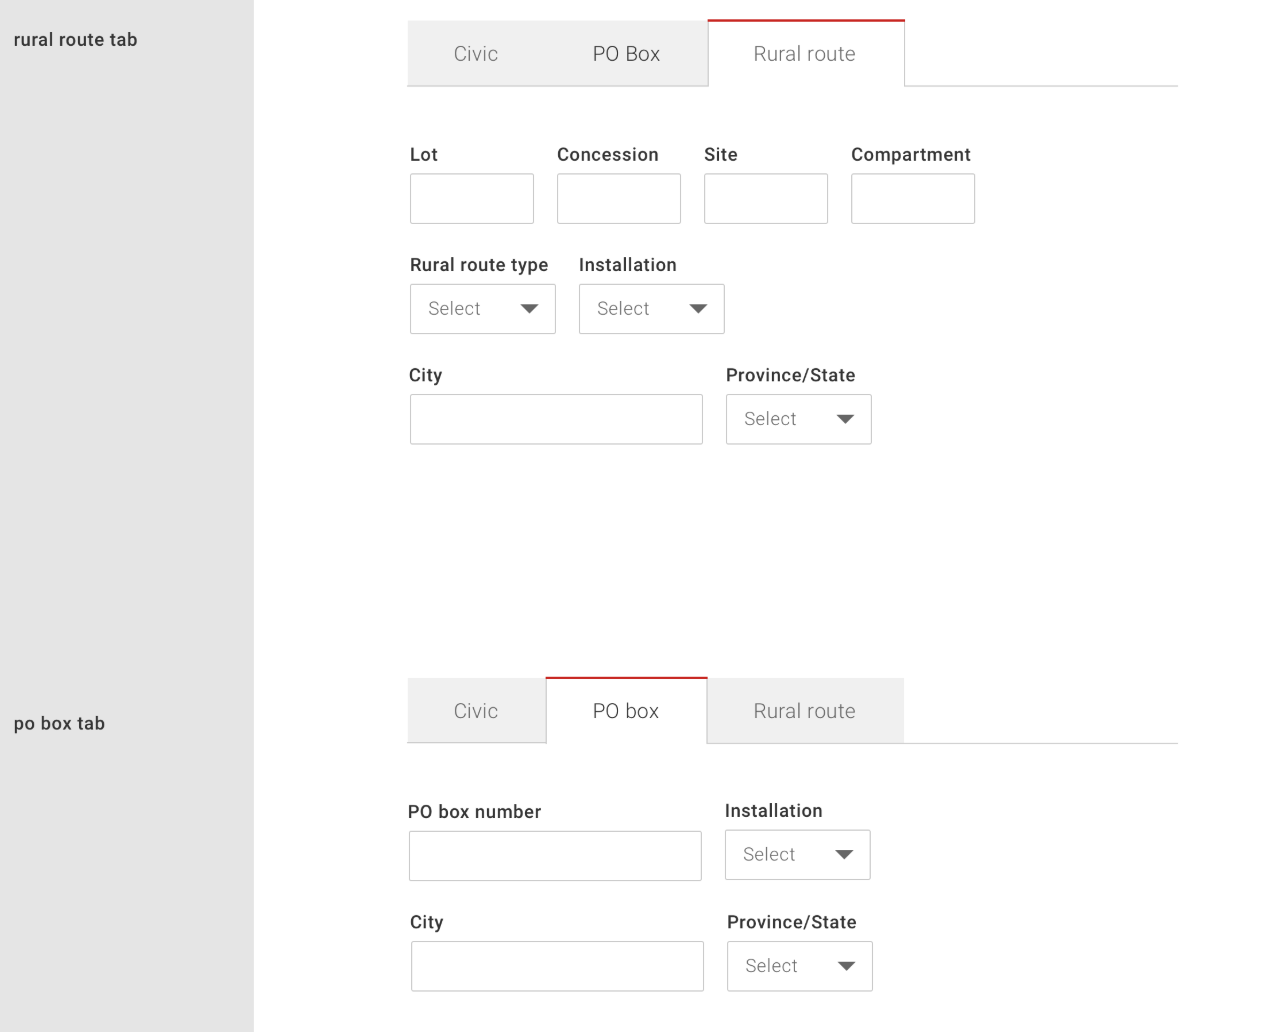 rural route tab
Civic PO Box Rural route
Lot Concession Site Compartment
Rural route type Installation
Select Select
City Province/State
Select
po box tab
Civic PO box Rural route
PO box number Installation
Select
City Province/State
Select